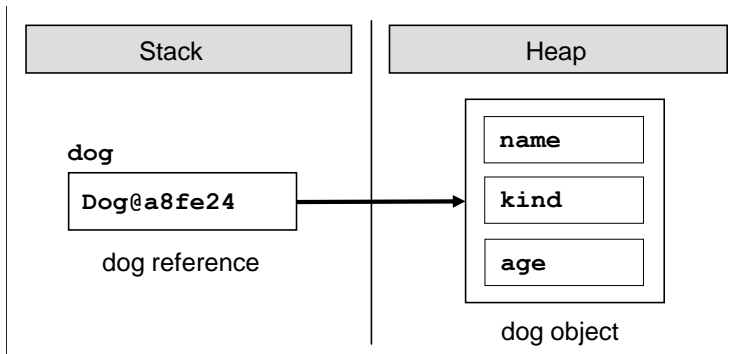 Stack
Heap
dog
Dog@a8fe24
dog reference
name
kind
age
dog object